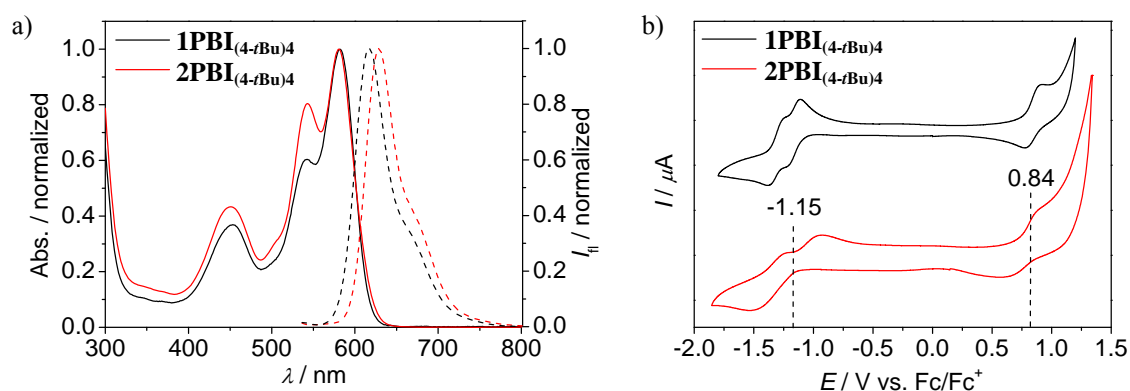 a)
1PBI(4-tBu)4
2PBI(4-tBu)4
Abs. / normalized
1.0
0.8
0.6
0.4
0.2
0.0
1.0
0.8
0.6
0.4
0.2
0.0
I fl / normalized
300 400 500 600 700 800
λ / nm
b)
1PBI(4-tBu)4
2PBI(4-tBu)4
I / μA
-1.15
0.84
-2.0 -1.5 -1.0 -0.5 0.0 0.5 1.0 1.5
E / V vs. Fc/Fc+